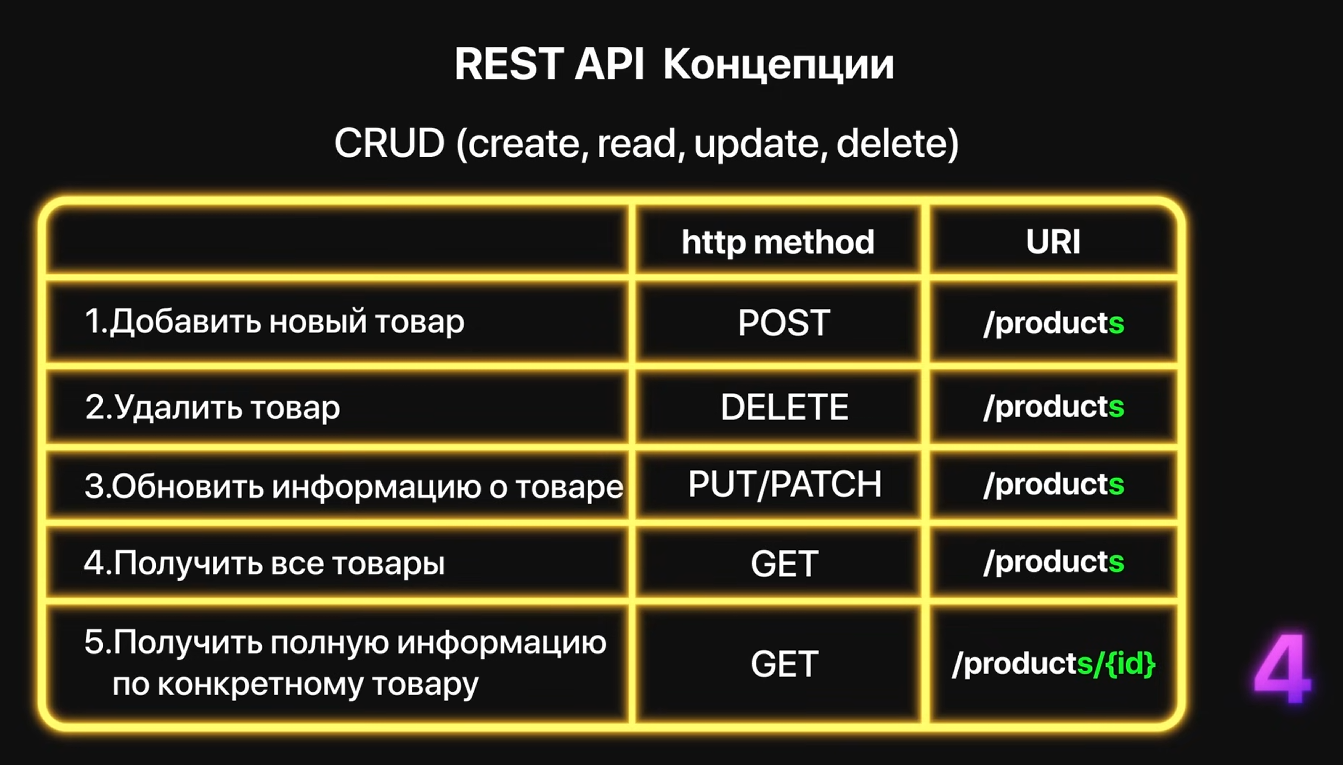 REST API Концепции
CRUD (create, read, update, delete)
http method URI
1.Добавить новый товар POST /products
2.Удалить товар DELETE /products
3.Обновить информацию о товаре PUT/PATCH /products
4.Получить все товары GET /products
5.Получить полную информацию
по конкретному товару GET /products/{id}
4